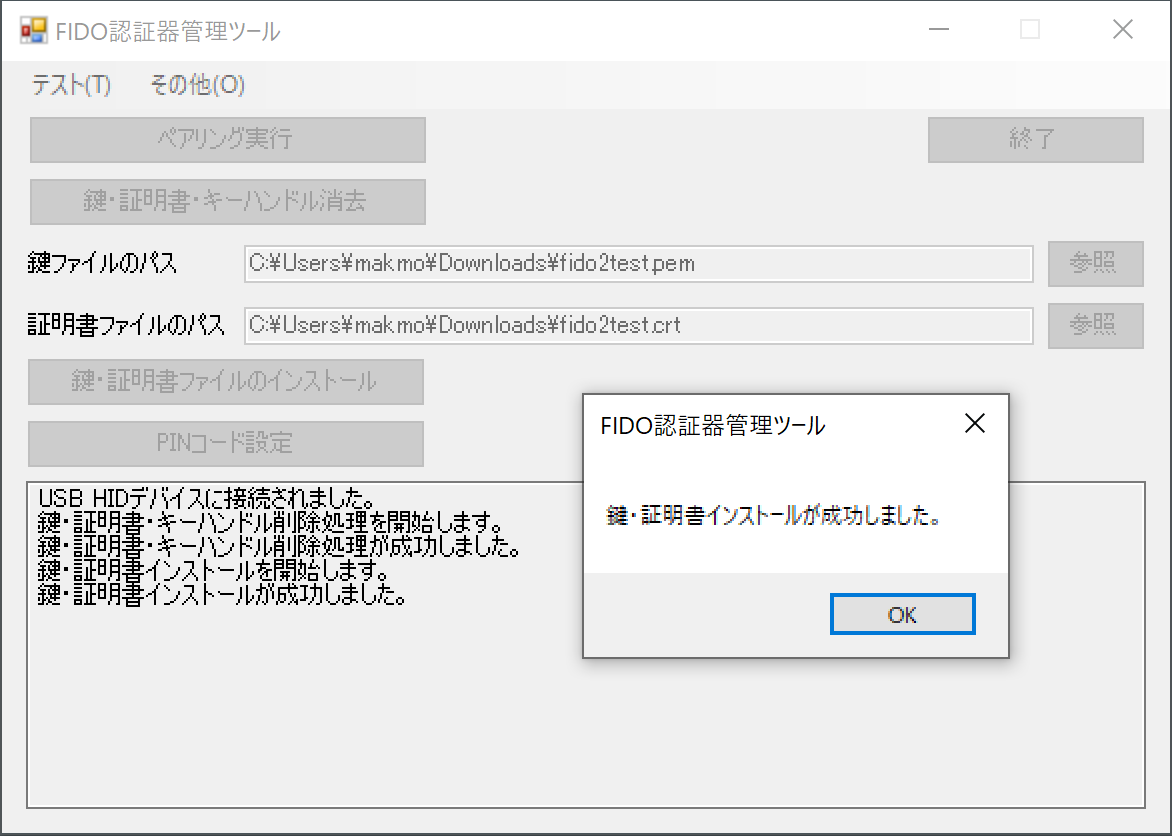 FIDO認証器管理ツール
テスト(T) その他(O)
ペアリング実行
終了
鍵・証明書・キーハンドル消去
鍵ファイルのパス C:¥Users¥makmo¥Downloads¥fido2test.pem 参照
証明書ファイルのパス C:¥Users¥makmo¥Downloads¥fido2test.crt 参照
鍵・証明書ファイルのインストール
PINコード設定
USB HIDデバイスに接続されました。
鍵・証明書・キーハンドル削除処理を開始します。
鍵・証明書・キーハンドル削除処理が成功しました。
鍵・証明書インストールを開始します。
鍵・証明書インストールが成功しました。
FIDO認証器管理ツール
鍵・証明書インストールが成功しました。
OK